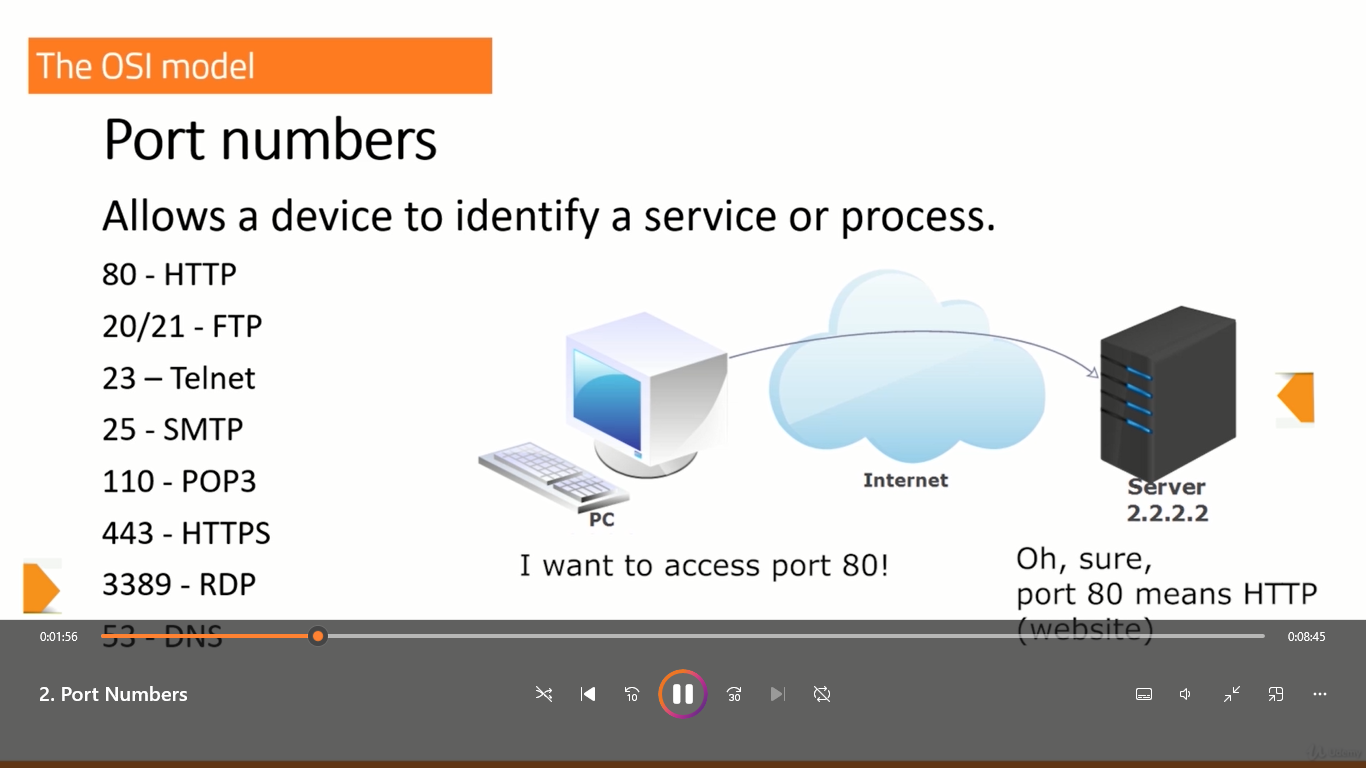 The OSI model
Port numbers
Allows a device to identify a service or process.
80 - HTTP
20/21 - FTP
23 – Telnet
25 - SMTP
110 - POP3
443 - HTTPS
3389 - RDP
53 - DNS
PC
Internet
Server
2.2.2.2
I want to access port 80!
Oh, sure,
port 80 means HTTP
(website)
0:01:56
0:08:45
2. Port Numbers
10
30